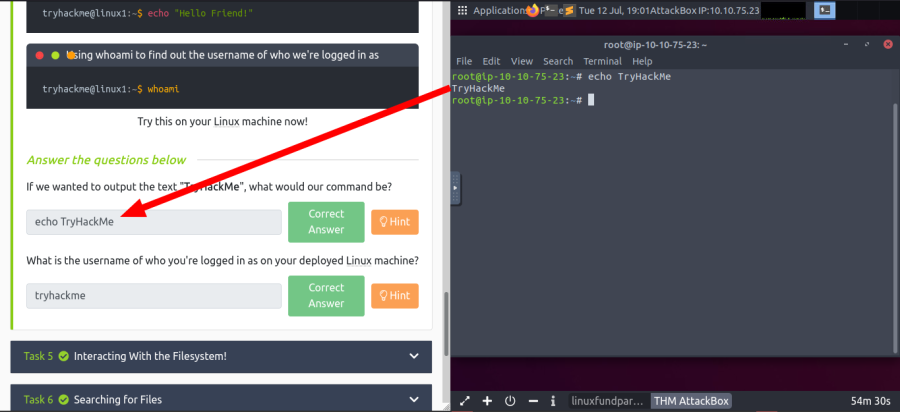 tryhackme@linux1:~$ echo "Hello Friend!"
Using whoami to find out the username of who we're logged in as
tryhackme@linux1:~$ whoami
Try this on your Linux machine now!
Answer the questions below
If we wanted to output the text "TryHackMe", what would our command be?
echo TryHackMe
Correct
Answer
Hint
What is the username of who you're logged in as on your deployed Linux machine?
tryhackme
Correct
Answer
Hint
Task 5 Interacting With the Filesystem!
Task 6 Searching for Files
Applications Tue 12 Jul, 19:01 AttackBox IP:10.10.75.23
root@ip-10-10-75-23: ~
File Edit View Search Terminal Help
root@ip-10-10-75-23:~# echo TryHackMe
TryHackMe
root@ip-10-10-75-23:~#
linuxfundpar... THM AttackBox 54m 30s